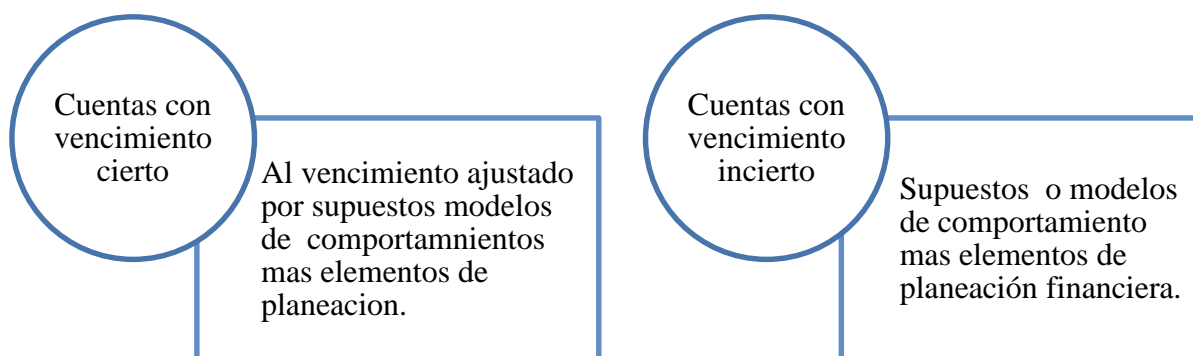 Cuentas con
vencimiento
cierto
Al vencimiento ajustado
por supuestos modelos
de comportamnientos
mas elementos de
planeacion.
Cuentas con
vencimiento
incierto
Supuestos o modelos
de comportamiento
mas elementos de
planeación financiera.